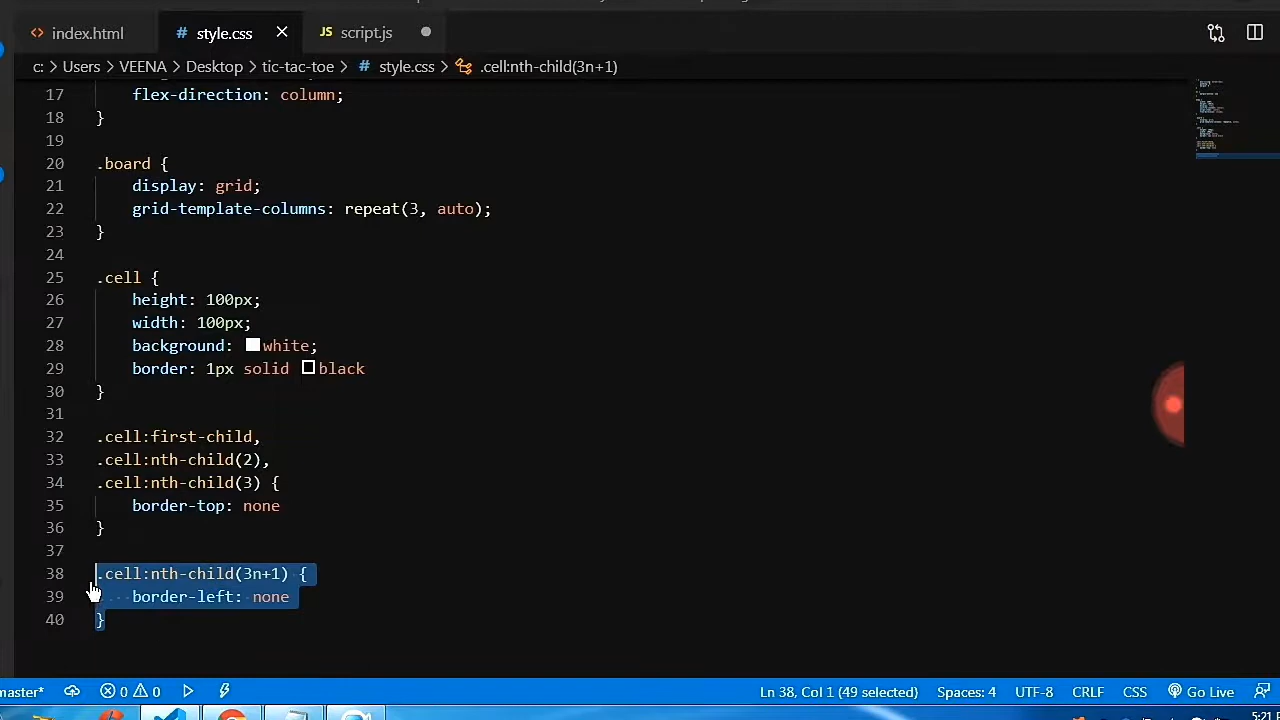 index.html
# style.css
JS script.js
c: > Users > VEENA > Desktop > tic-tac-toe > # style.css > .cell:nth-child(3n+1)
17 flex-direction: column;
18 }
19
20 .board {
21 display: grid;
22 grid-template-columns: repeat(3, auto);
23 }
24
25 .cell {
26 height: 100px;
27 width: 100px;
28 background: white;
29 border: 1px solid black
30 }
31
32 .cell:first-child,
33 .cell:nth-child(2),
34 .cell:nth-child(3) {
35 border-top: none
36 }
37
38 .cell:nth-child(3n+1) {
39 border-left: none
40 }
master* 0 0 Ln 38, Col 1 (49 selected) Spaces: 4 UTF-8 CRLF CSS Go Live
5:21